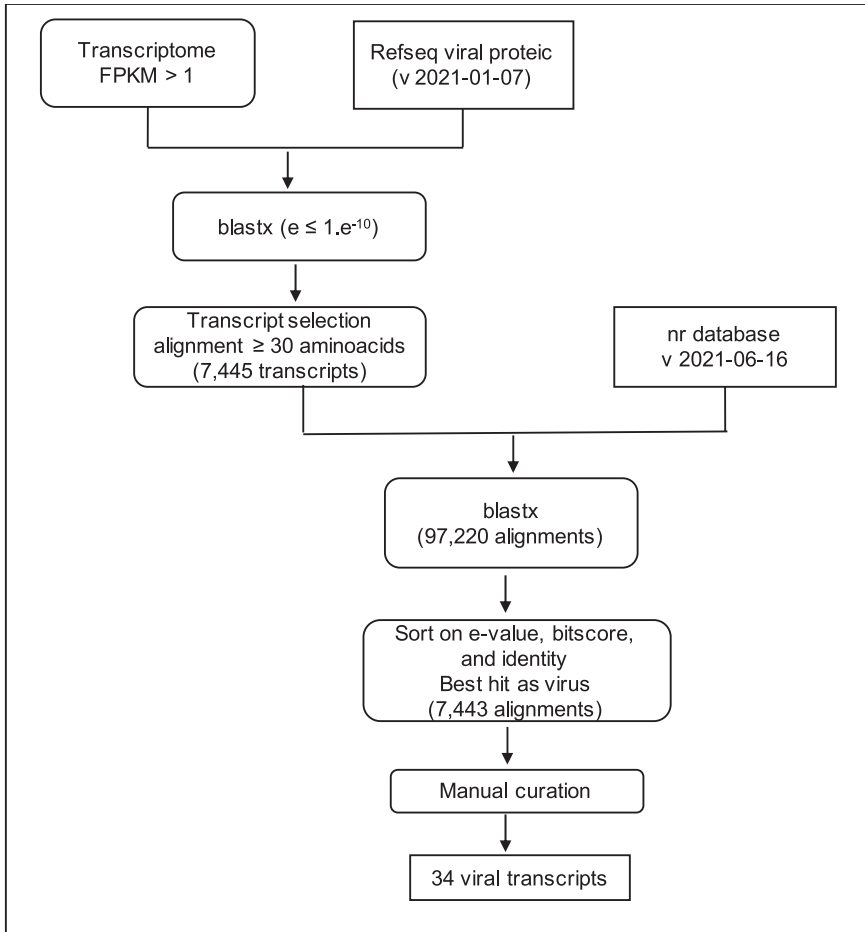 Transcriptome
FPKM > 1
Refseq viral proteic
(v 2021-01-07)
blastx (e ≤ 1.e⁻¹⁰)
Transcript selection
alignment ≥ 30 aminoacids
(7,445 transcripts)
nr database
v 2021-06-16
blastx
(97,220 alignments)
Sort on e-value, bitscore,
and identity
Best hit as virus
(7,443 alignments)
Manual curation
34 viral transcripts